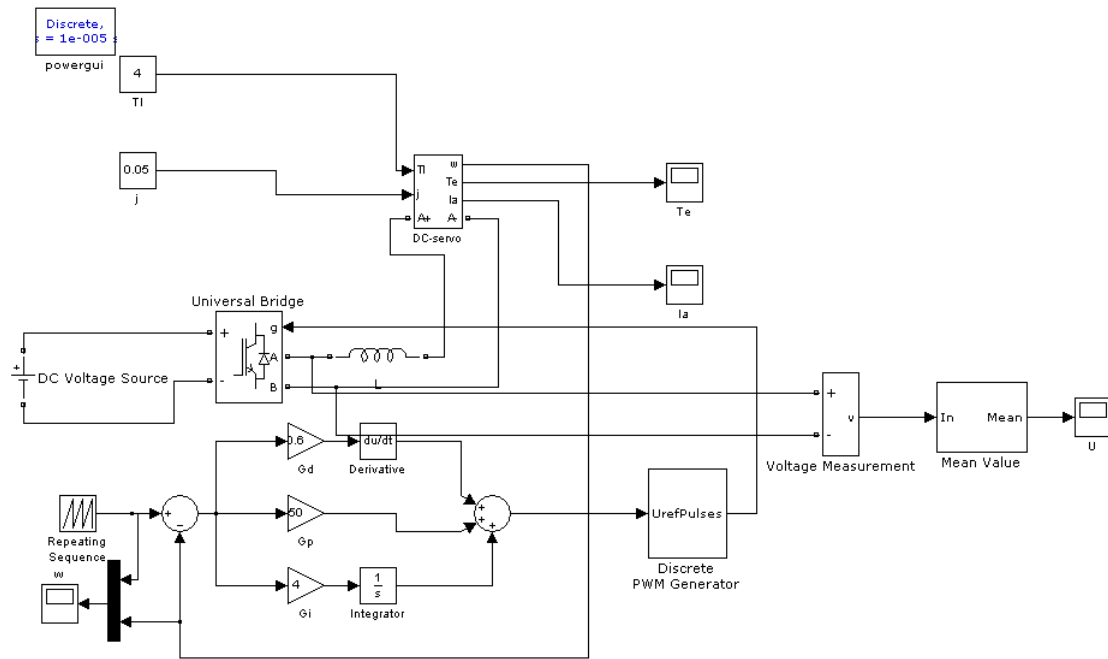 Discrete,
s = 1e-005 s
powergui
4
Tl
0.05
j
Tl
w
Te
j
Ia
A+
A-
DC-servo
Te
Ia
Universal Bridge
+
g
A
-
B
L
+
DC Voltage Source
+
v
-
Voltage Measurement
In
Mean
Mean Value
U
0.6
Gd
du/dt
Derivative
50
Gp
4
Gi
1
s
Integrator
+
-
+
+
+
Repeating
Sequence
w
UrefPulses
Discrete
PWM Generator